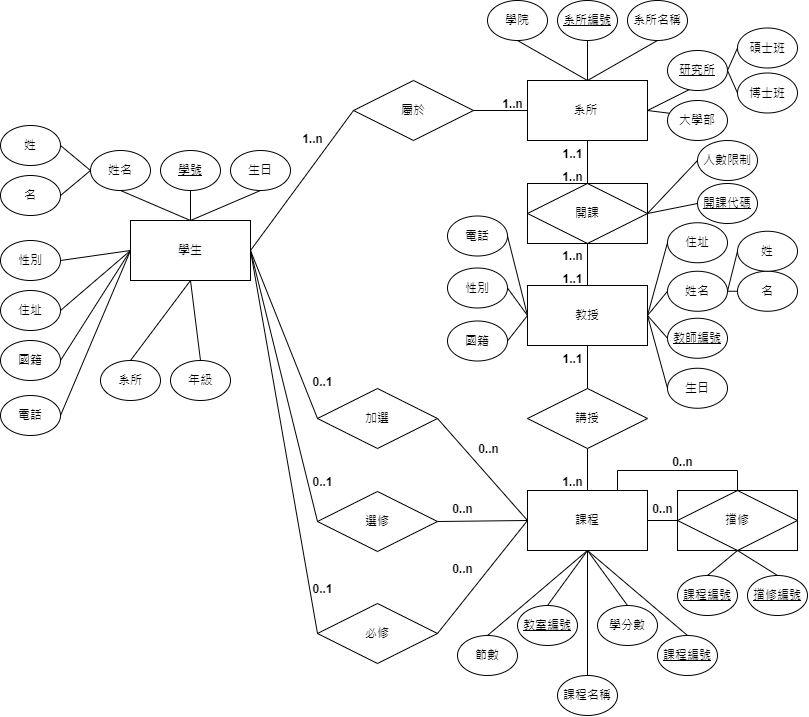 學院
系所編號
系所名稱
研究所
碩士班
博士班
系所
大學部
屬於
1..n
1..n
1..1
1..n
人數限制
開課
開課代碼
1..n
1..1
姓
名
姓名
學號
生日
學生
性別
住址
國籍
電話
系所
年級
電話
性別
國籍
教授
住址
姓名
姓
名
教師編號
生日
1..1
講授
1..n
0..1
加選
0..n
0..1
選修
0..n
0..1
必修
0..n
課程
0..n
0..n
擋修
課程編號
擋修編號
節數
教室編號
課程名稱
學分數
課程編號